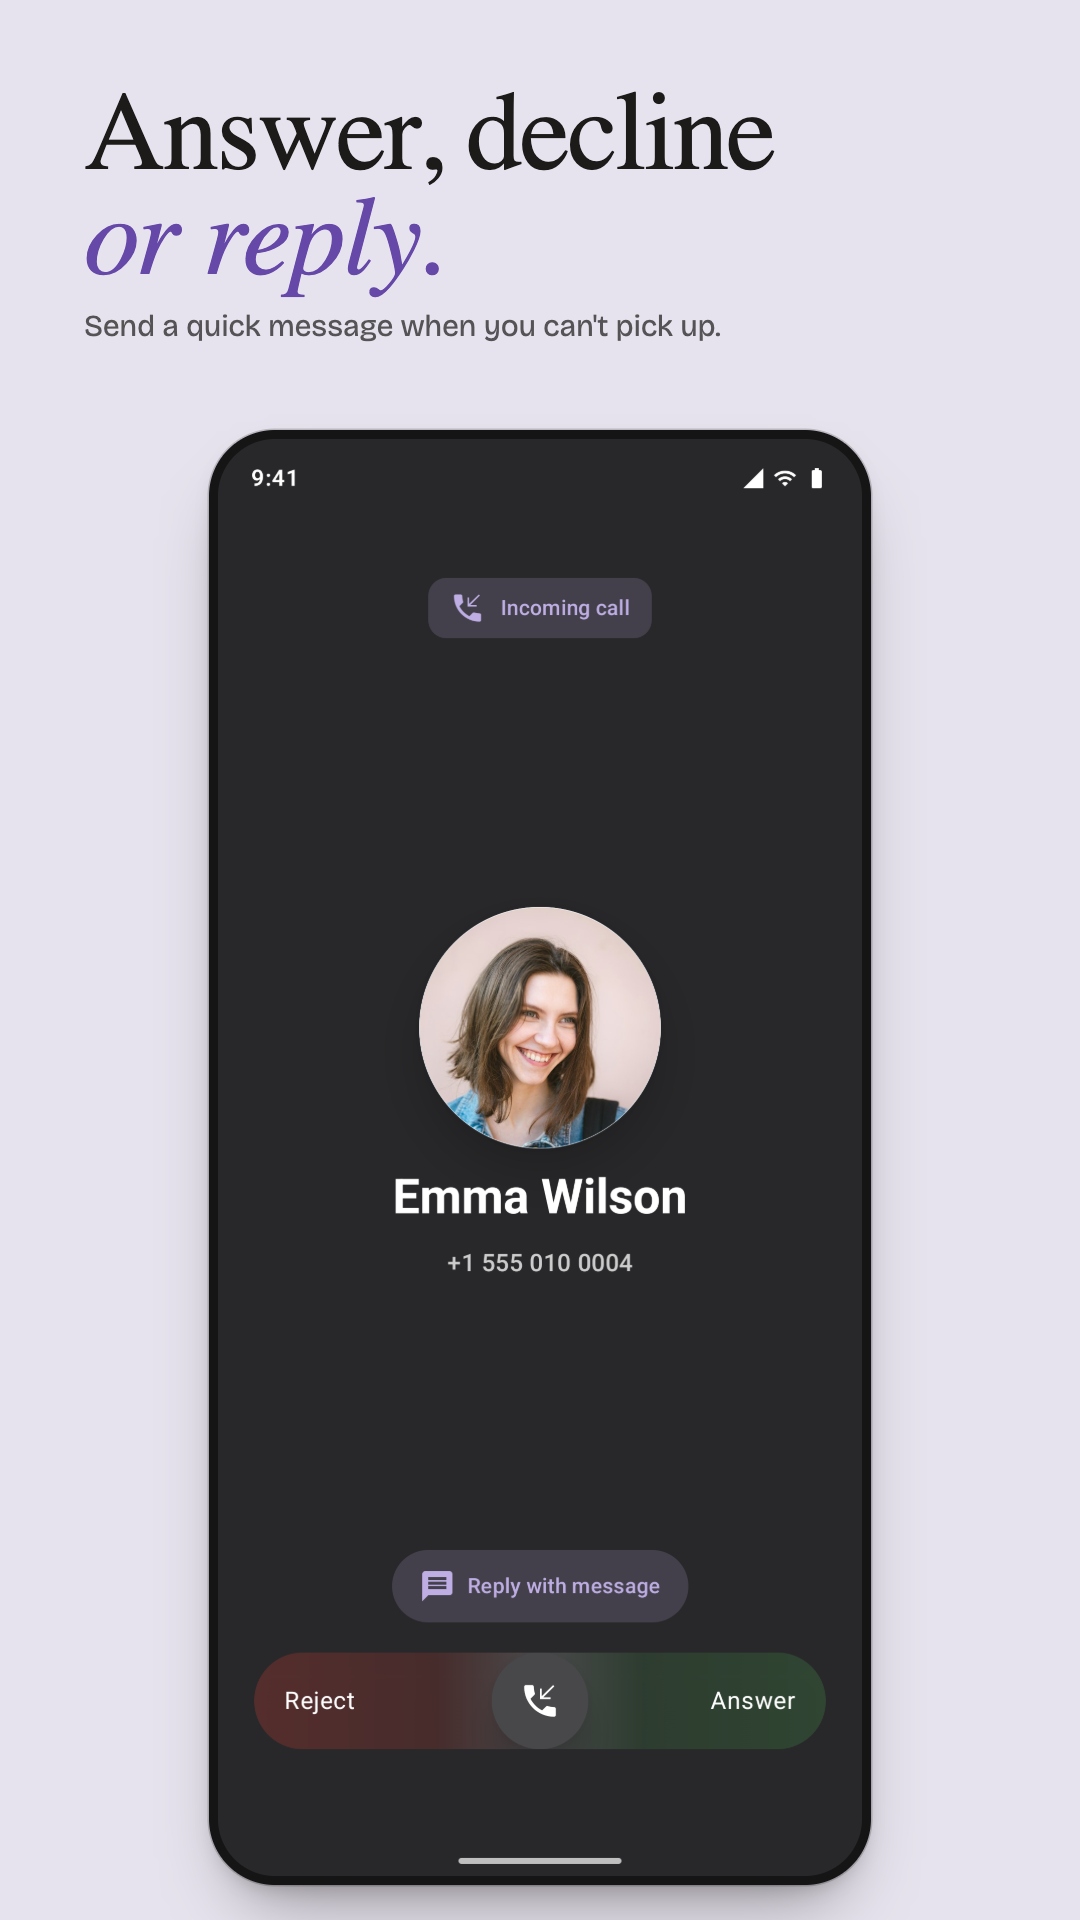 Answer, decline
or reply.
Send a quick message when you can't pick up.
9:41
Incoming call
Emma Wilson
+1 555 010 0004
Reply with message
Reject
Answer